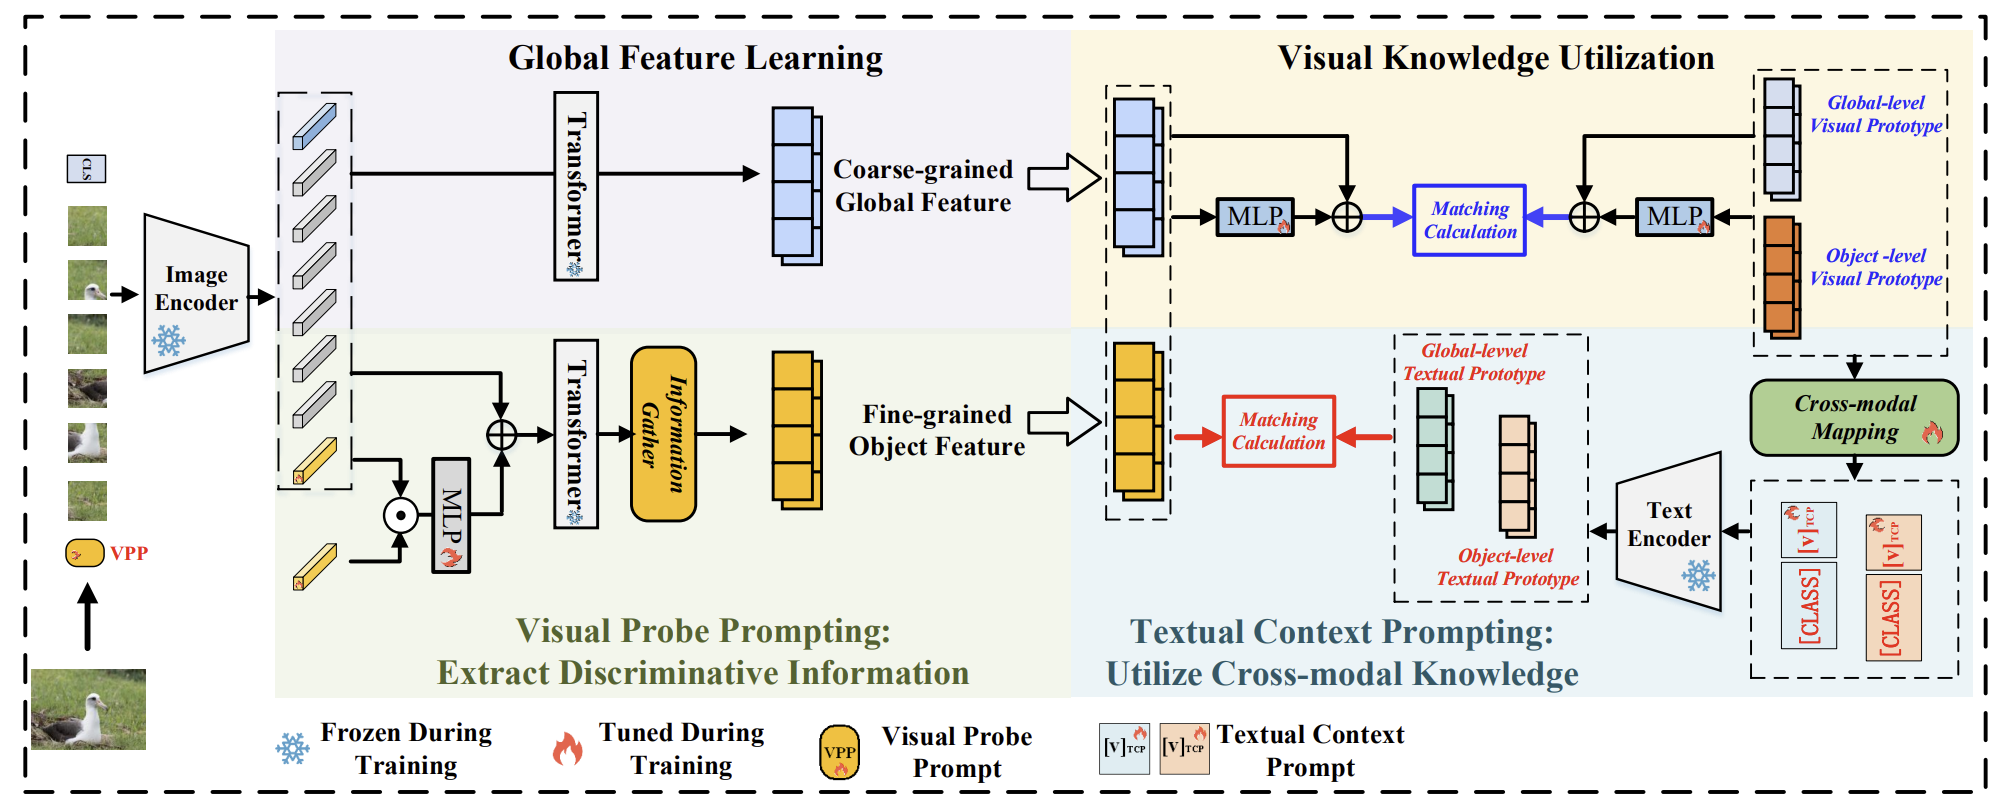 Global Feature Learning
Visual Knowledge Utilization
CLS
Image
Encoder
VPP
Transformer
Coarse-grained
Global Feature
MLP
Matching
Calculation
MLP
Global-level
Visual Prototype
Object -level
Visual Prototype
Transformer
Information
Gather
MLP
Fine-grained
Object Feature
Matching
Calculation
Global-levvel
Textual Prototype
Object-level
Textual Prototype
Cross-modal
Mapping
Text
Encoder
[v]TCP
[CLASS]
[v]TCP
[CLASS]
Visual Probe Prompting:
Extract Discriminative Information
Textual Context Prompting:
Utilize Cross-modal Knowledge
Frozen During
Training
Tuned During
Training
VPP
Visual Probe
Prompt
[v]TCP
[v]TCP
Textual Context
Prompt